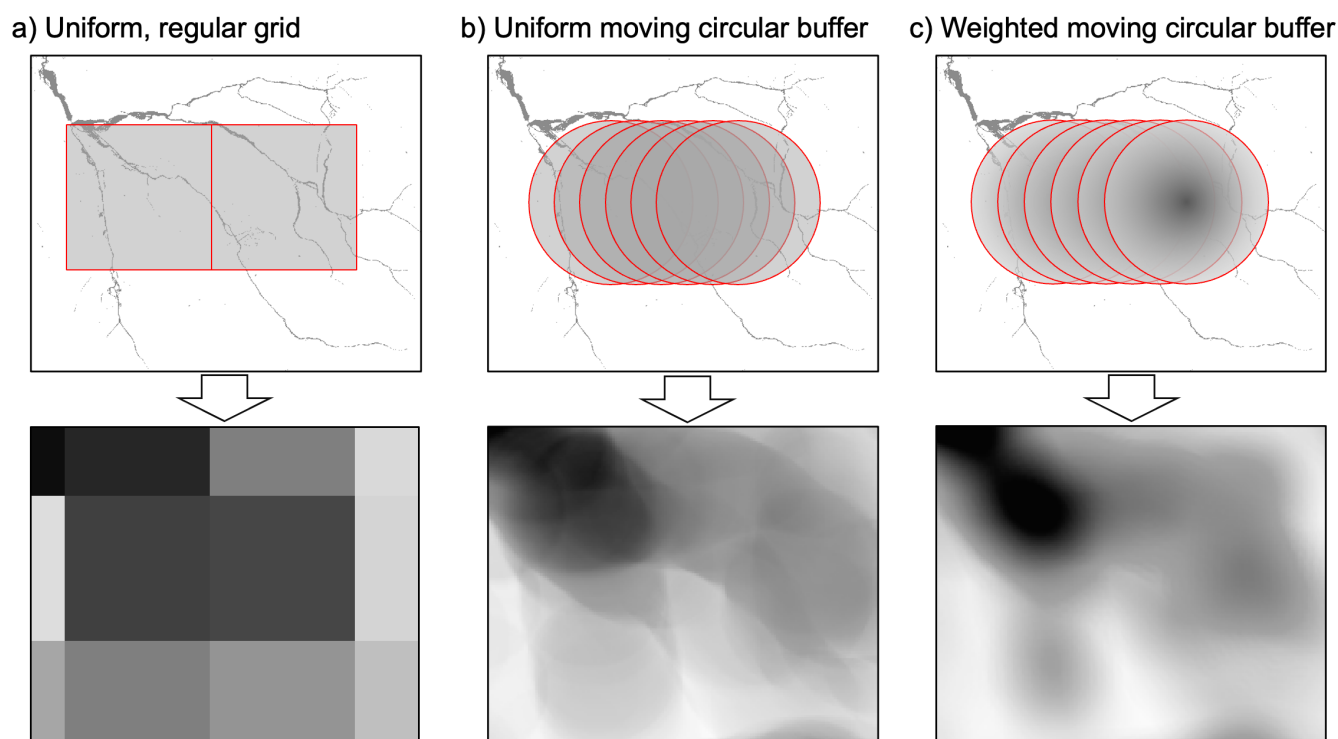 a) Uniform, regular grid
b) Uniform moving circular buffer
c) Weighted moving circular buffer